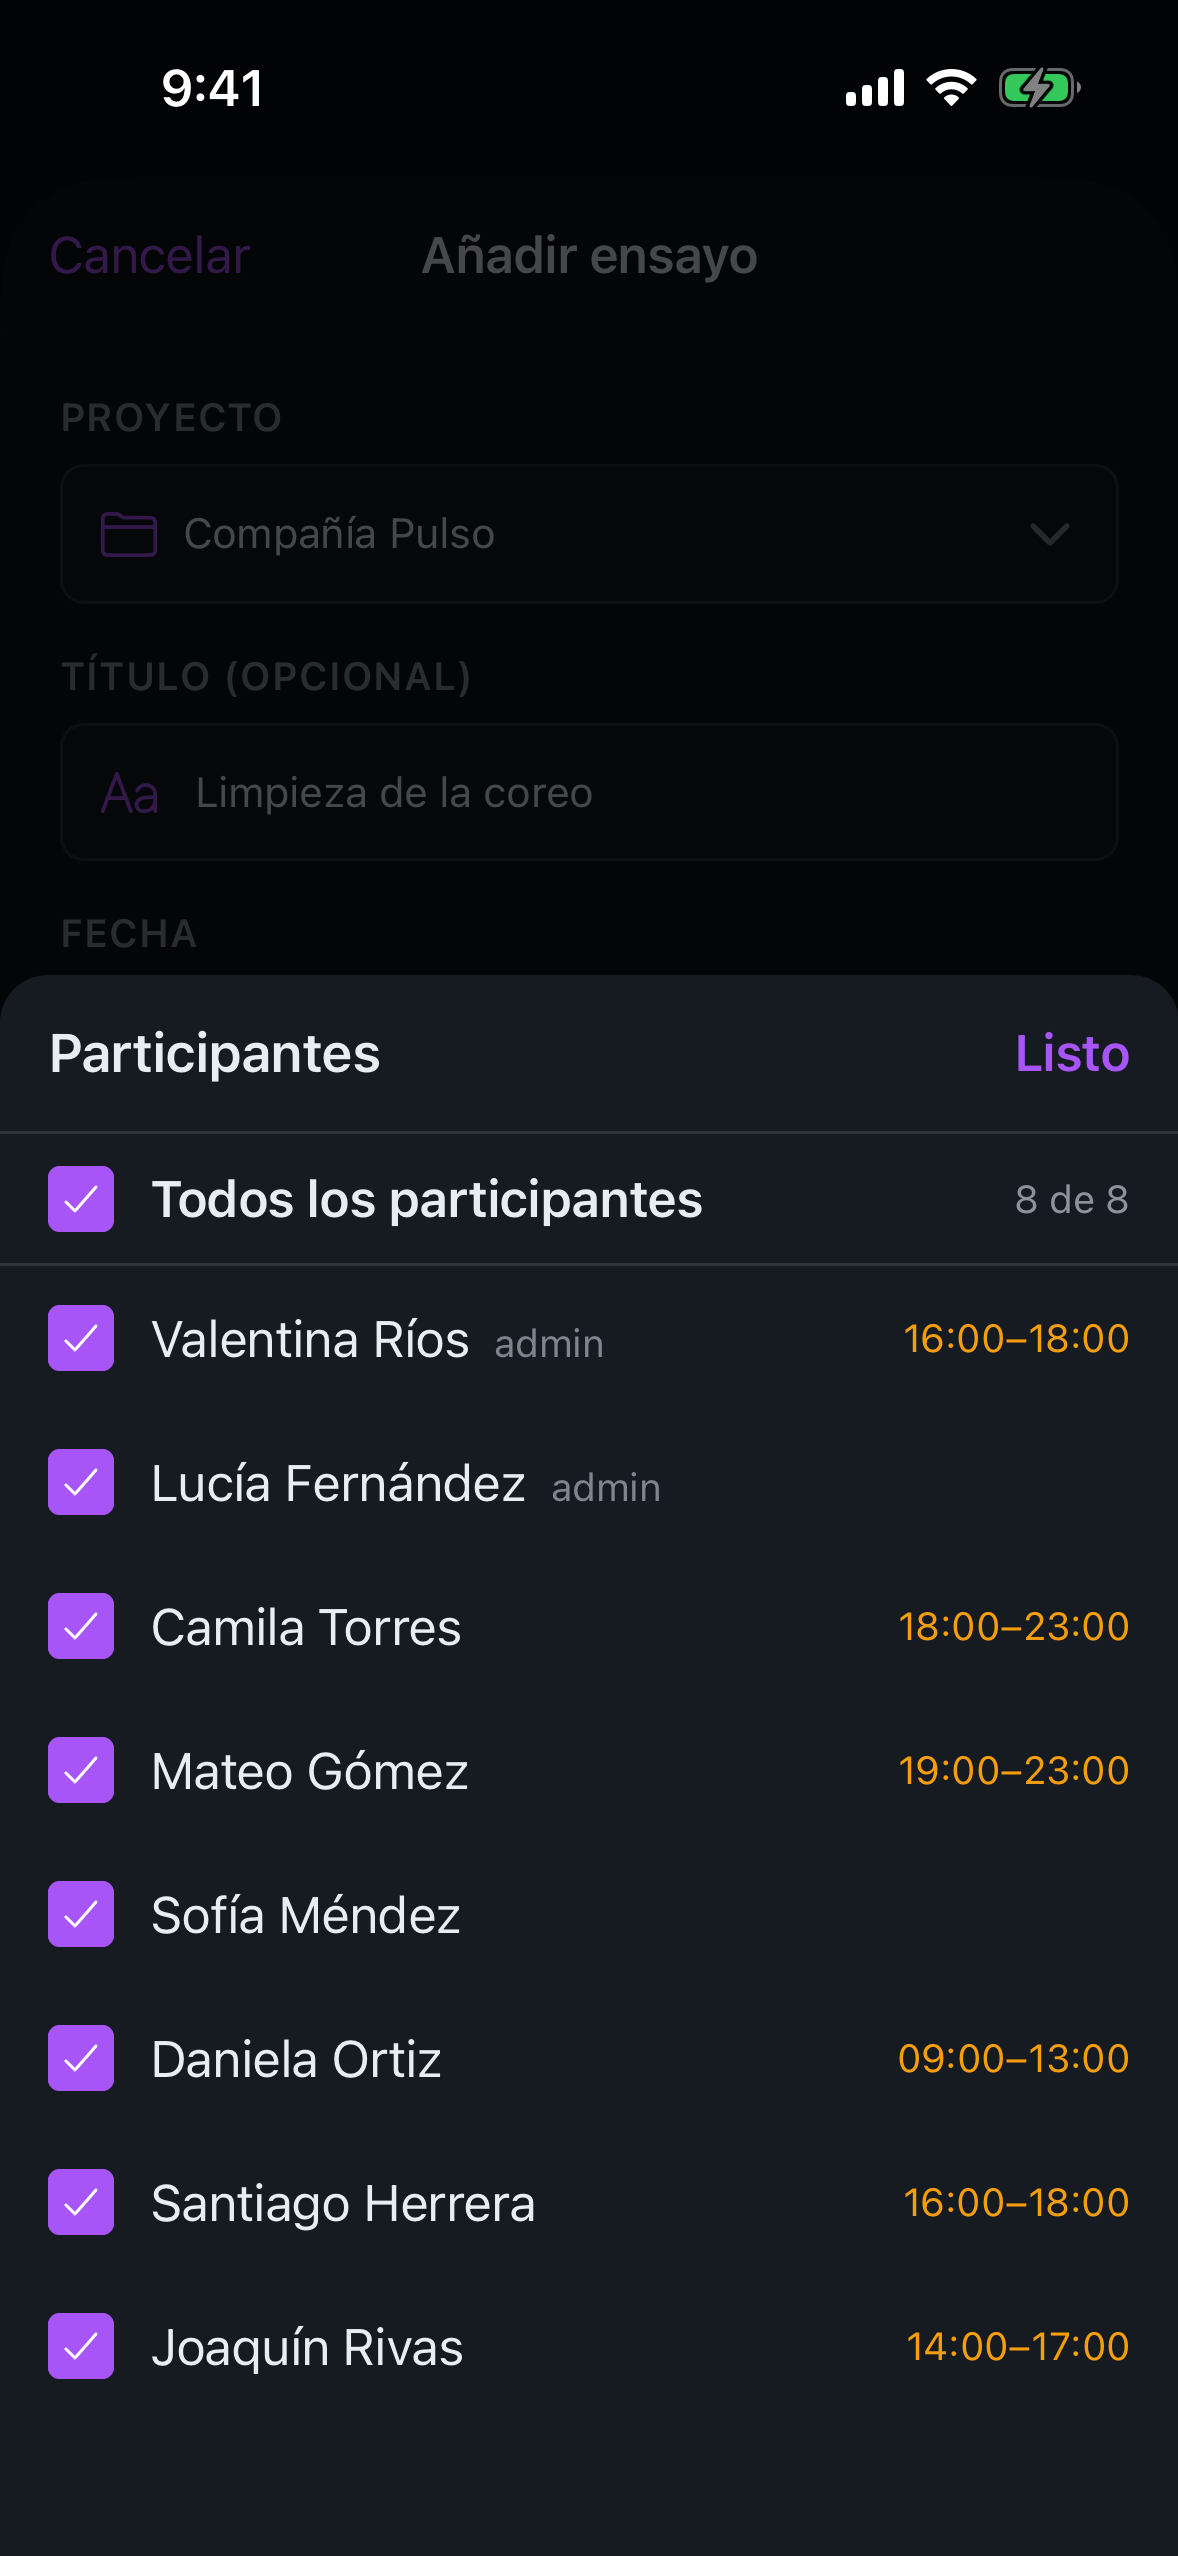 9:41
Cancelar Añadir ensayo
PROYECTO
Compañía Pulso
TÍTULO (OPCIONAL)
Aa Limpieza de la coreo
FECHA
Participantes Listo
Todos los participantes 8 de 8
Valentina Ríos admin 16:00–18:00
Lucía Fernández admin
Camila Torres 18:00–23:00
Mateo Gómez 19:00–23:00
Sofía Méndez
Daniela Ortiz 09:00–13:00
Santiago Herrera 16:00–18:00
Joaquín Rivas 14:00–17:00